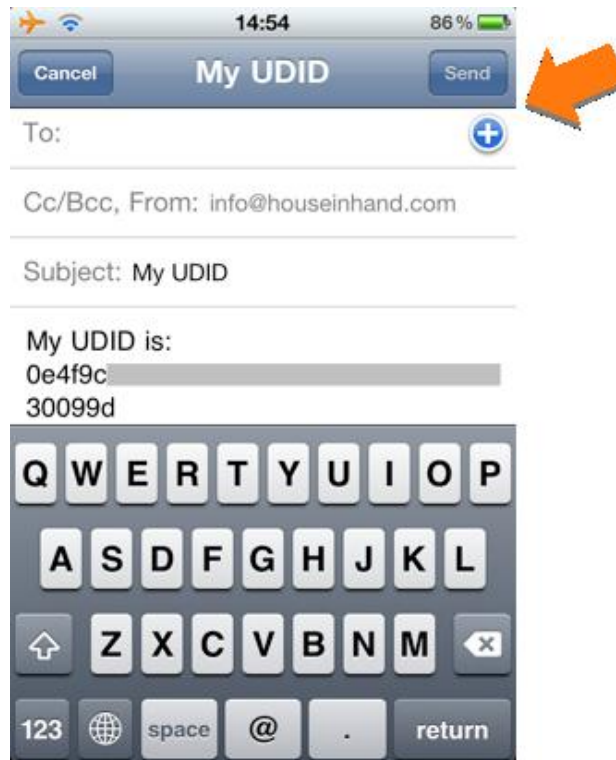 14:54 86%
Cancel My UDID Send
To:
Cc/Bcc, From: info@houseinhand.com
Subject: My UDID
My UDID is:
0e4f9c
30099d
Q W E R T Y U I O P
A S D F G H J K L
Z X C V B N M
123 space @ . return